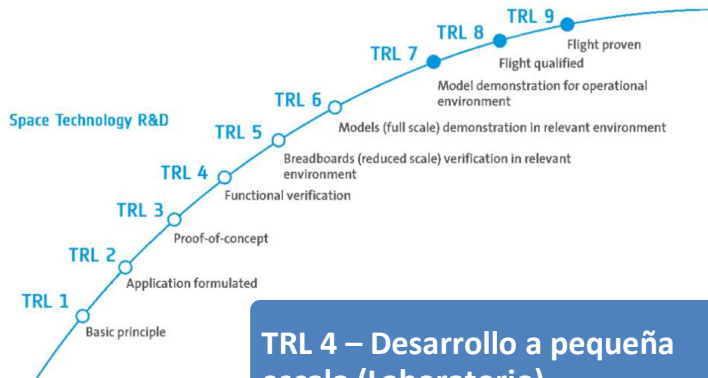 TRL 9
Flight proven
TRL 8
Flight qualified
TRL 7
Model demonstration for operational
environment
TRL 6
Models (full scale) demonstration in relevant environment
Space Technology R&D
TRL 5
Breadboards (reduced scale) verification in relevant
environment
TRL 4
Functional verification
TRL 3
Proof-of-concept
TRL 2
Application formulated
TRL 1
Basic principle
TRL 4 – Desarrollo a pequeña
escala (Laboratorio)